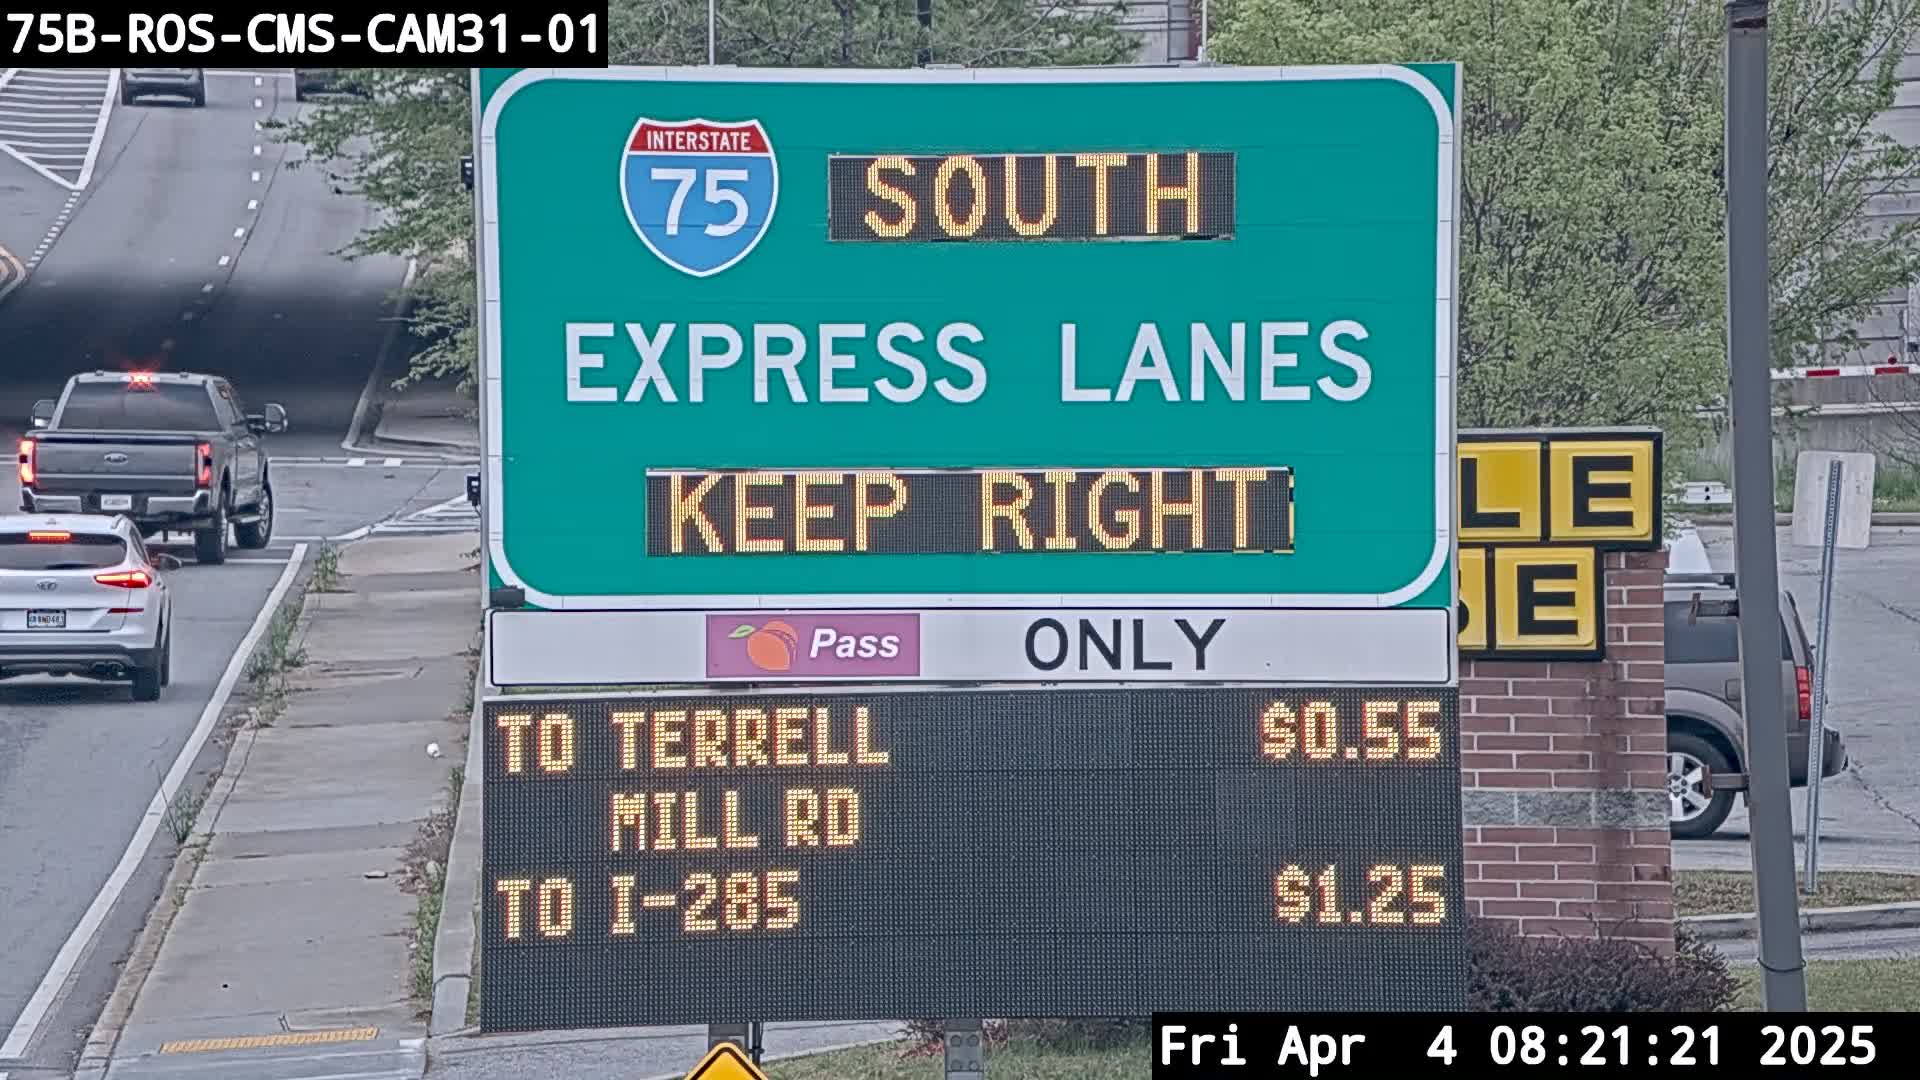 75B-ROS-CMS-CAM31-01
INTERSTATE
75
SOUTH
EXPRESS LANES
KEEP RIGHT
Pass ONLY
TO TERRELL $0.55
MILL RD
TO I-285 $1.25
LE
E
Fri Apr 4 08:21:21 2025